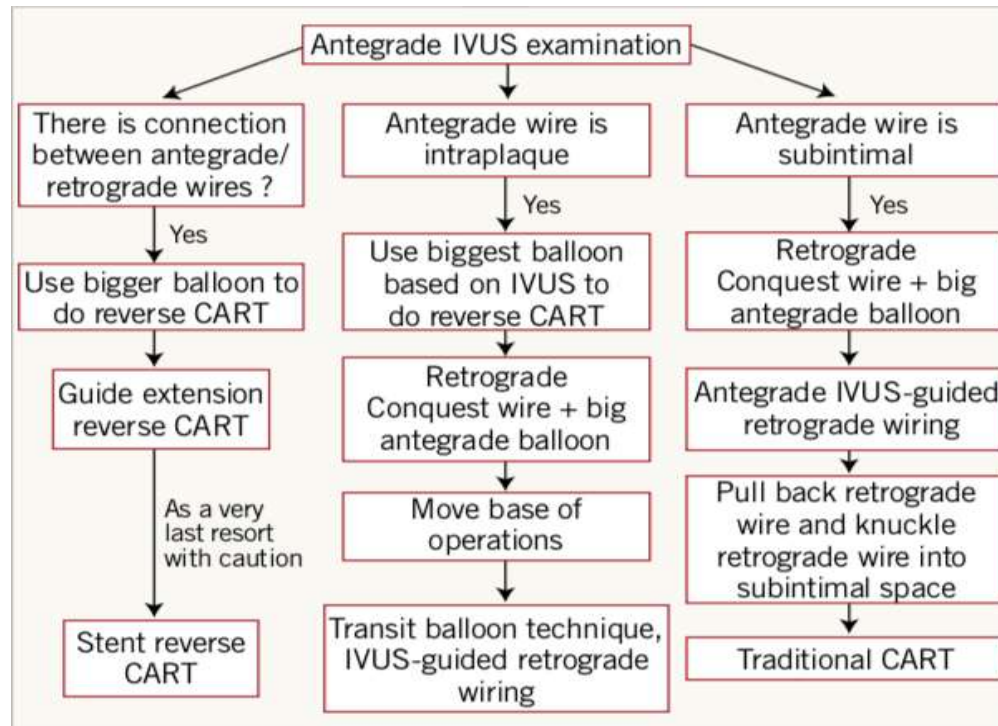 Antegrade IVUS examination
There is connection
between antegrade/
retrograde wires ?
Yes
Use bigger balloon to
do reverse CART
Guide extension
reverse CART
As a very
last resort
with caution
Stent reverse
CART
Antegrade wire is
intraplaque
Yes
Use biggest balloon
based on IVUS to
do reverse CART
Retrograde
Conquest wire + big
antegrade balloon
Move base of
operations
Transit balloon technique,
IVUS-guided retrograde
wiring
Antegrade wire is
subintimal
Yes
Retrograde
Conquest wire + big
antegrade balloon
Antegrade IVUS-guided
retrograde wiring
Pull back retrograde
wire and knuckle
retrograde wire into
subintimal space
Traditional CART